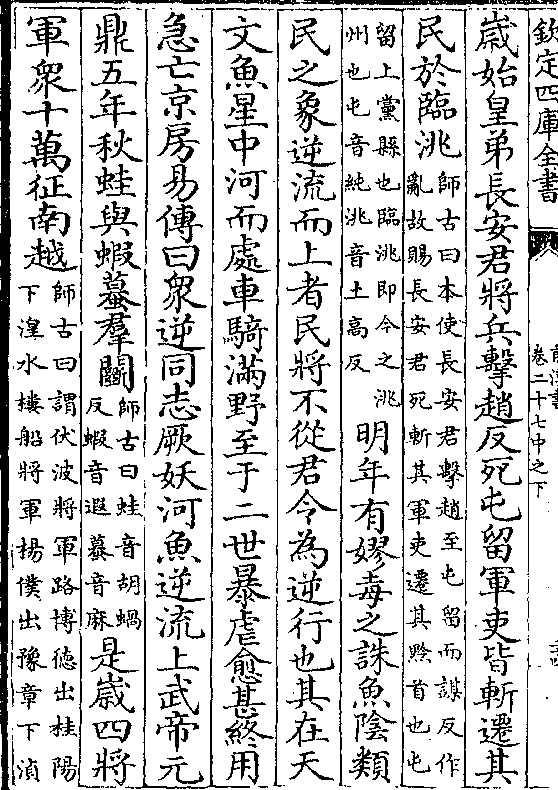 欽定四庫全書
前漢書
卷二十七中之下
歲始皇弟長安君將兵擊趙反死屯留軍吏皆斬遷其
民於臨洮師古曰本使長安君擊趙至屯留而謀反作
亂故賜長安君死斬其軍吏遷其黔首也屯
留上黨縣也臨洮即今之洮
州也屯音純洮音土高反明年有嫪毐之誅魚陰類
民之象逆流而上者民將不從君令為逆行也其在天
文魚星中河而處車騎滿野至于二世暴虐愈甚終用
急亡京房易傳曰衆逆同志厥妖河魚逆流上武帝元
鼎五年秋蛙與蝦蟇羣鬭師古曰蛙音胡蝸
反蝦音遐蟇音麻是歲四將
軍衆十萬征南越師古曰謂伏波將軍路博德出桂陽
下湟水樓船將軍楊僕出豫章下湞